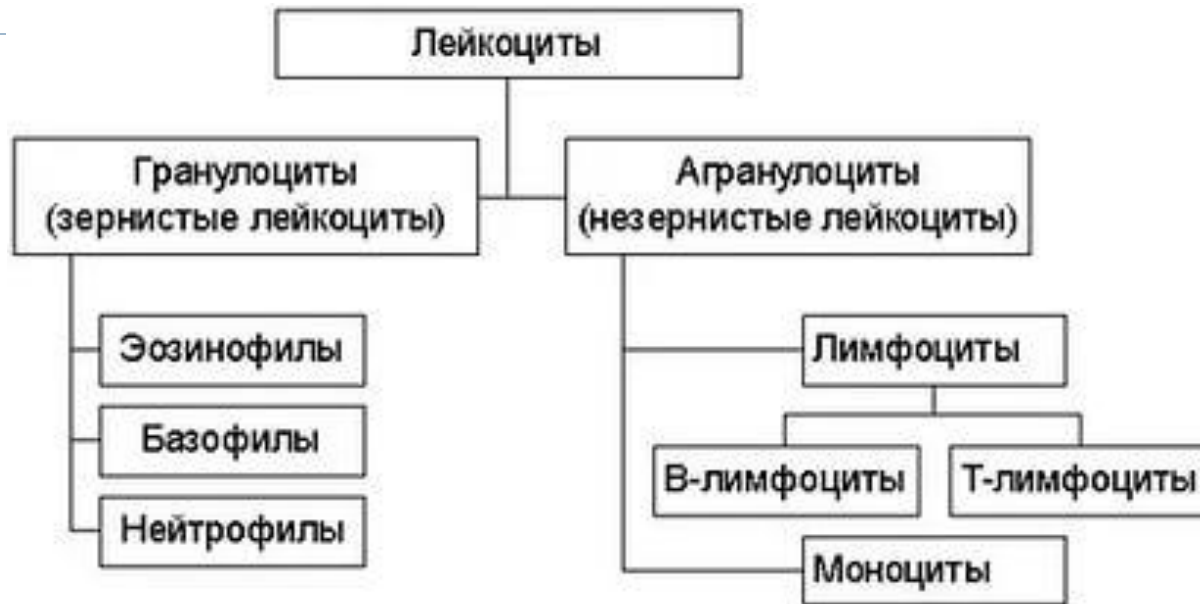 Лейкоциты
Гранулоциты
(зернистые лейкоциты)
Агранулоциты
(незернистые лейкоциты)
Эозинофилы
Базофилы
Нейтрофилы
Лимфоциты
В-лимфоциты
Т-лимфоциты
Моноциты